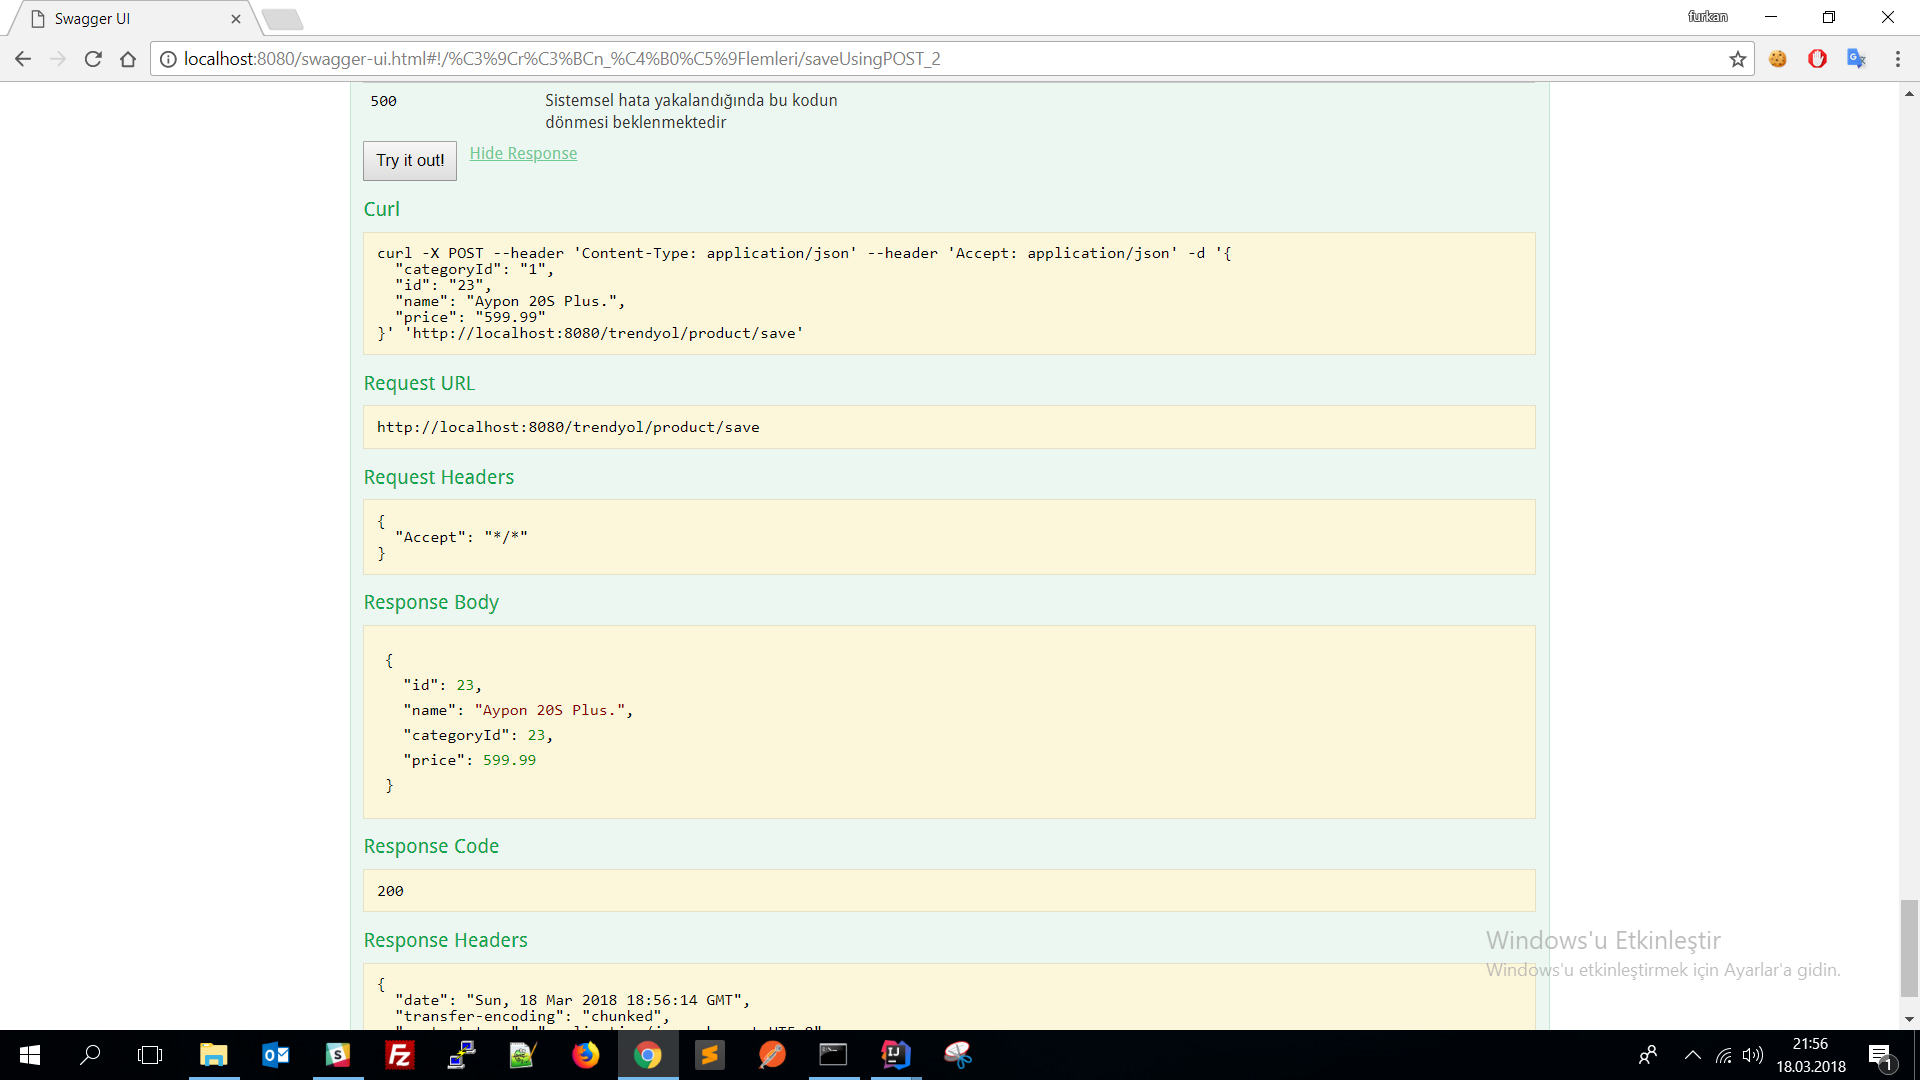 Swagger UI
furkan
localhost:8080/swagger-ui.html#!/%C3%9Cr%C3%BCn_%C4%B0%C5%9Flemleri/saveUsingPOST_2
500 Sistemsel hata yakalandığında bu kodun
dönmesi beklenmektedir
Try it out! Hide Response
Curl
curl -X POST --header 'Content-Type: application/json' --header 'Accept: application/json' -d '{
"categoryId": "1",
"id": "23",
"name": "Aypon 20S Plus.",
"price": "599.99"
}' 'http://localhost:8080/trendyol/product/save'
Request URL
http://localhost:8080/trendyol/product/save
Request Headers
{
"Accept": "*/*"
}
Response Body
{
"id": 23,
"name": "Aypon 20S Plus.",
"categoryId": 23,
"price": 599.99
}
Response Code
200
Response Headers
{
"date": "Sun, 18 Mar 2018 18:56:14 GMT",
"transfer-encoding": "chunked",
Windows'u Etkinleştir
Windows'u etkinleştirmek için Ayarlar'a gidin.
21:56
18.03.2018
1